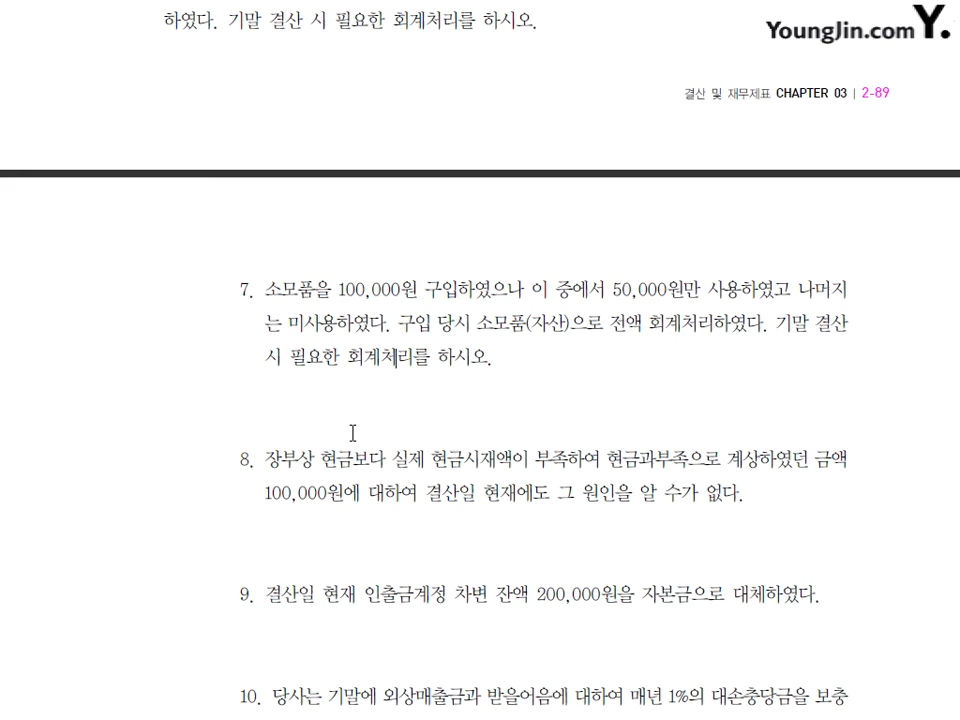 하였다. 기말 결산 시 필요한 회계처리를 하시오.
YoungJin.com Y.
결산 및 재무제표 CHAPTER 03 | 2-89
7. 소모품을 100,000원 구입하였으나 이 중에서 50,000원만 사용하였고 나머지
는 미사용하였다. 구입 당시 소모품(자산)으로 전액 회계처리하였다. 기말 결산
시 필요한 회계처리를 하시오.
8. 장부상 현금보다 실제 현금시재액이 부족하여 현금과부족으로 계상하였던 금액
100,000원에 대하여 결산일 현재에도 그 원인을 알 수가 없다.
9. 결산일 현재 인출금계정 차변 잔액 200,000원을 자본금으로 대체하였다.
10. 당사는 기말에 외상매출금과 받을어음에 대하여 매년 1%의 대손충당금을 보충